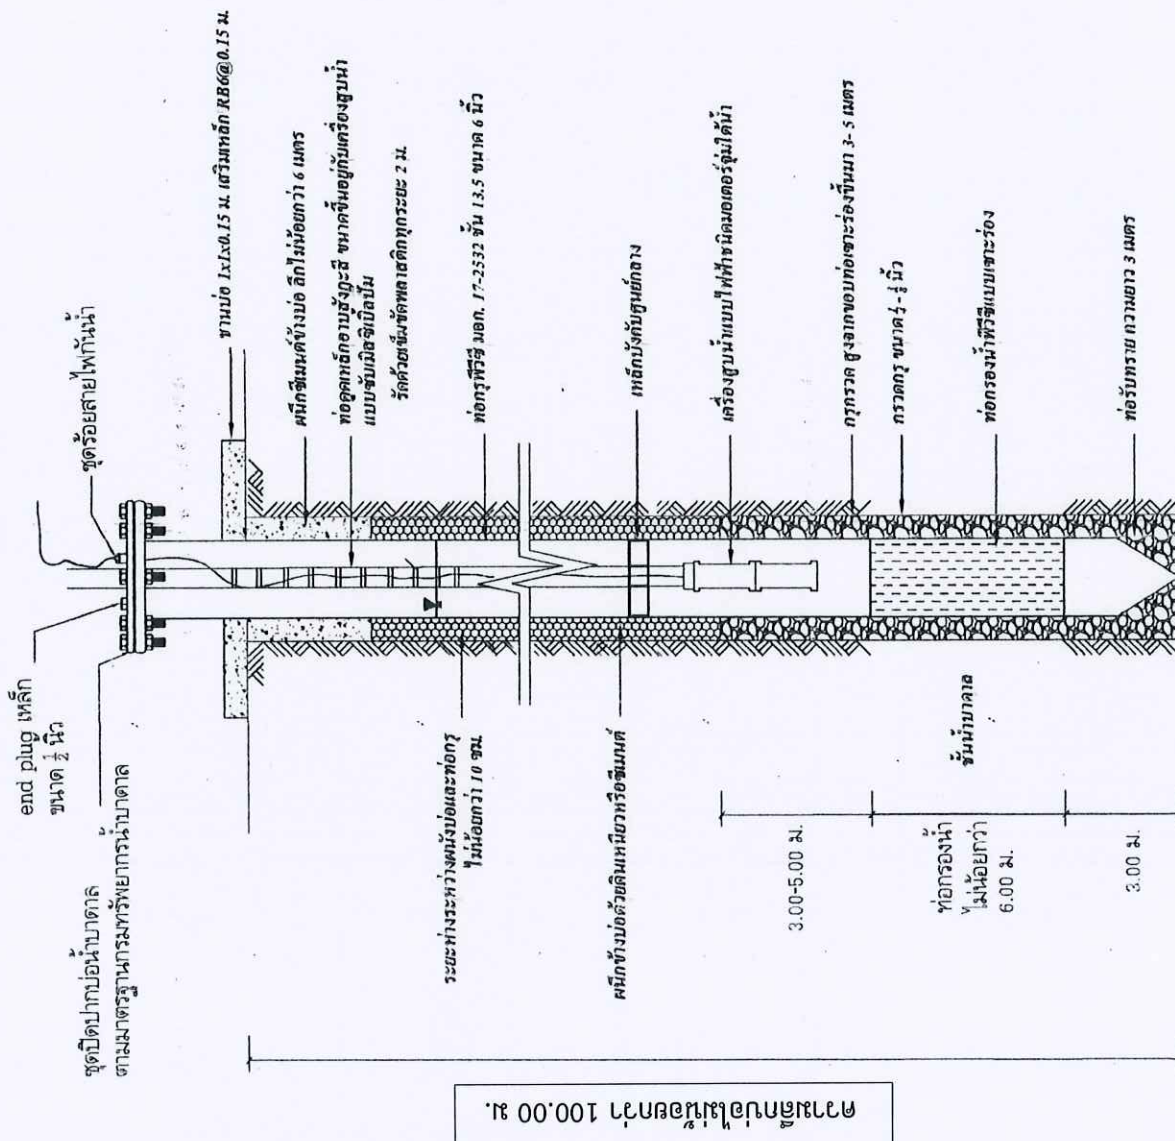 end plug เหล็ก
ขนาด ½ นิ้ว
ชุดปิดปากบ่อน้ำบาดาล
ตามมาตรฐานกรมทรัพยากรน้ำบาดาล
ชุดร้อยสายไฟกันน้ำ
ชานบ่อ 1x1x0.15 ม. เสริมเหล็ก RB6@0.15 ม.
ผนึกซีเมนต์ข้างบ่อ ลึกไม่น้อยกว่า 6 เมตร
ท่อดูดเหล็กอาบสังกะสี ขนาดขึ้นอยู่กับเครื่องสูบน้ำ
แบบซับเมิสซิเบิลปั๊ม
รัดด้วยเข็มขัดพลาสติกทุกระยะ 2 ม.
ท่อกรุพีวีซี มอก. 17-2532 ชั้น 13.5 ขนาด 6 นิ้ว
เหล็กบังคับศูนย์กลาง
เครื่องสูบน้ำแบบไฟฟ้าชนิดมอเตอร์จุ่มใต้น้ำ
กรุกรวด สูงจากขอบท่อเซาะร่องขึ้นมา 3-5 เมตร
กรวดกรุ ขนาด นิ้ว
ท่อกรองน้ำพีวีซีแบบเซาะร่อง
ท่อรับทราย ความยาว 3 เมตร
ระยะห่างระหว่างผนังบ่อและท่อกรุ
ไม่น้อยกว่า 10 ซม.
ผนึกข้างบ่อด้วยดินเหนียวหรือซีเมนต์
ชั้นน้ำบาดาล
3.00-5.00 ม.
ท่อกรองน้ำ
ไม่น้อยกว่า
6.00 ม.
3.00 ม.
ความลึกบ่อไม่น้อยกว่า 100.00 ม.